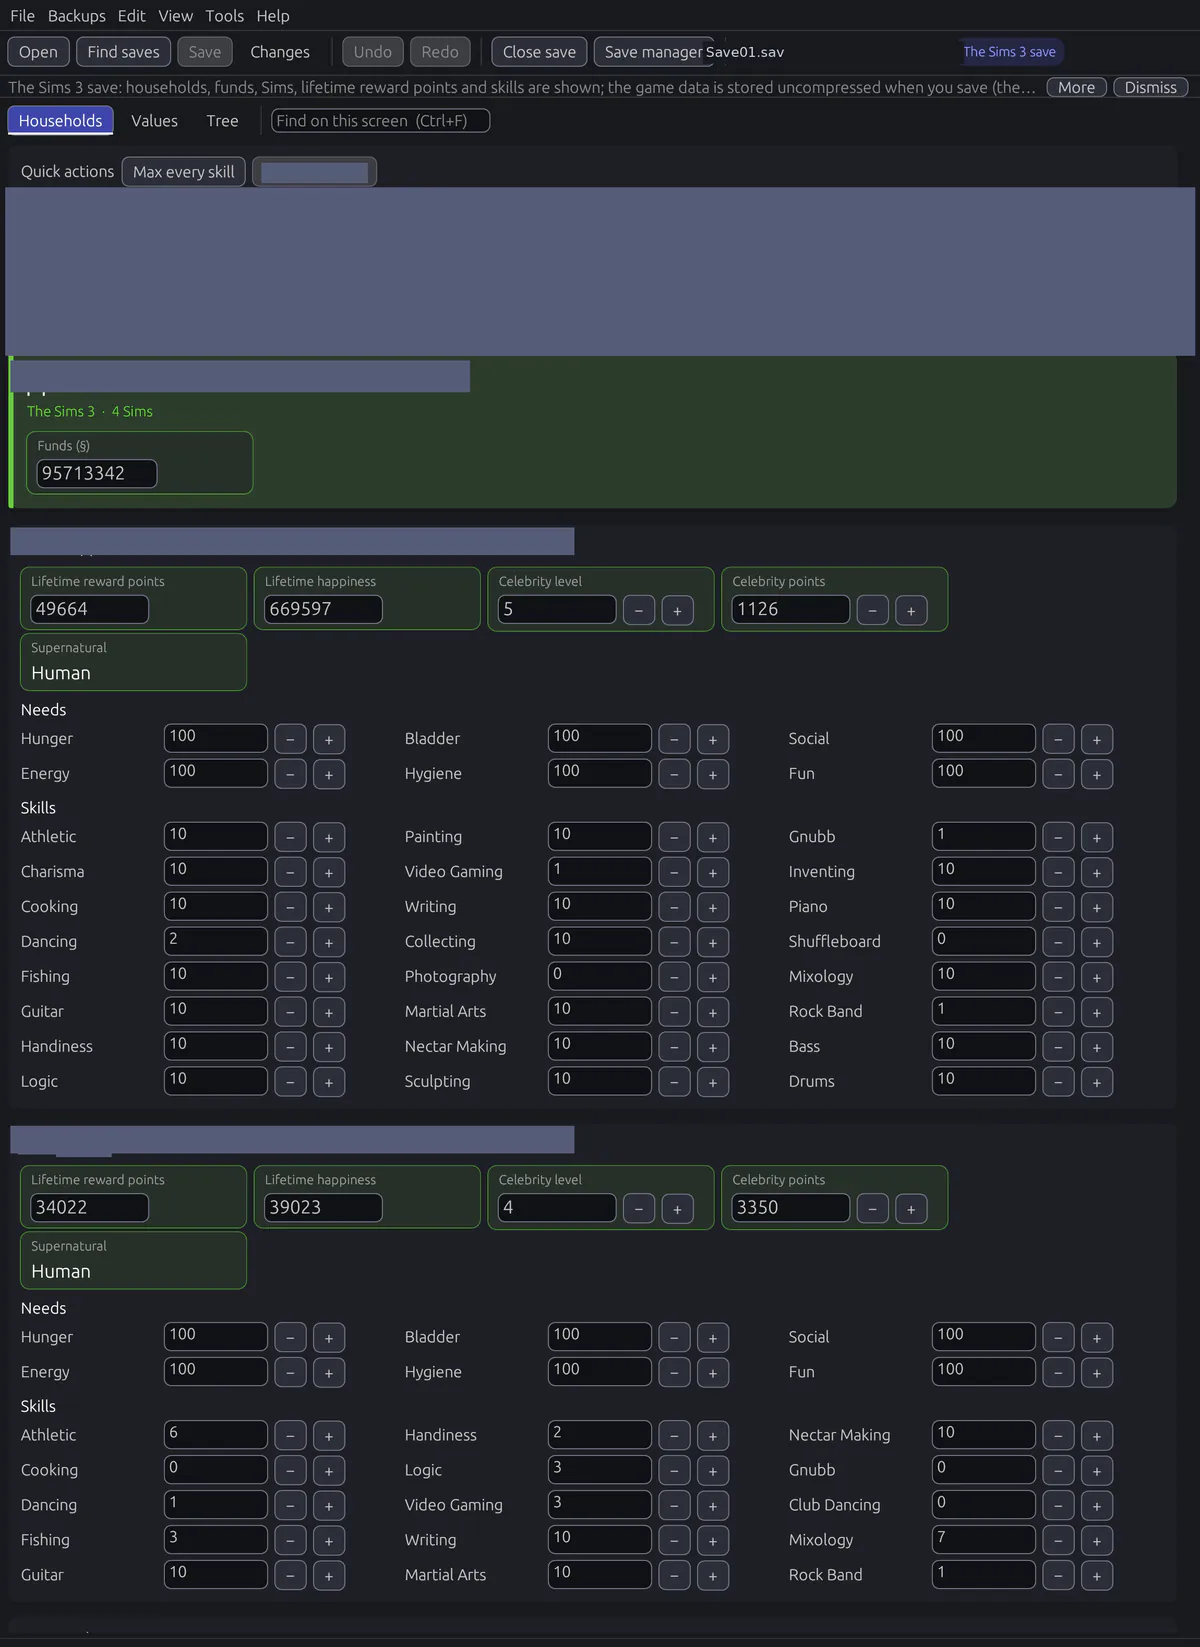 File Backups Edit View Tools Help
Open Find saves Save Changes Undo Redo Close save Save manager Save01.sav The Sims 3 save
The Sims 3 save: households, funds, Sims, lifetime reward points and skills are shown; the game data is stored uncompressed when you save (the… More Dismiss
Households Values Tree Find on this screen (Ctrl+F)
Quick actions Max every skill
The Sims 3 · 4 Sims
Funds (§)
95713342
Lifetime reward points Lifetime happiness Celebrity level Celebrity points
49664 669597 5 – + 1126 – +
Supernatural
Human
Needs
Hunger 100 – + Bladder 100 – + Social 100 – +
Energy 100 – + Hygiene 100 – + Fun 100 – +
Skills
Athletic 10 – + Painting 10 – + Gnubb 1 – +
Charisma 10 – + Video Gaming 1 – + Inventing 10 – +
Cooking 10 – + Writing 10 – + Piano 10 – +
Dancing 2 – + Collecting 10 – + Shuffleboard 0 – +
Fishing 10 – + Photography 0 – + Mixology 10 – +
Guitar 10 – + Martial Arts 10 – + Rock Band 1 – +
Handiness 10 – + Nectar Making 10 – + Bass 10 – +
Logic 10 – + Sculpting 10 – + Drums 10 – +
Lifetime reward points Lifetime happiness Celebrity level Celebrity points
34022 39023 4 – + 3350 – +
Supernatural
Human
Needs
Hunger 100 – + Bladder 100 – + Social 100 – +
Energy 100 – + Hygiene 100 – + Fun 100 – +
Skills
Athletic 6 – + Handiness 2 – + Nectar Making 10 – +
Cooking 0 – + Logic 3 – + Gnubb 0 – +
Dancing 1 – + Video Gaming 3 – + Club Dancing 0 – +
Fishing 3 – + Writing 10 – + Mixology 7 – +
Guitar 10 – + Martial Arts 10 – + Rock Band 1 – +